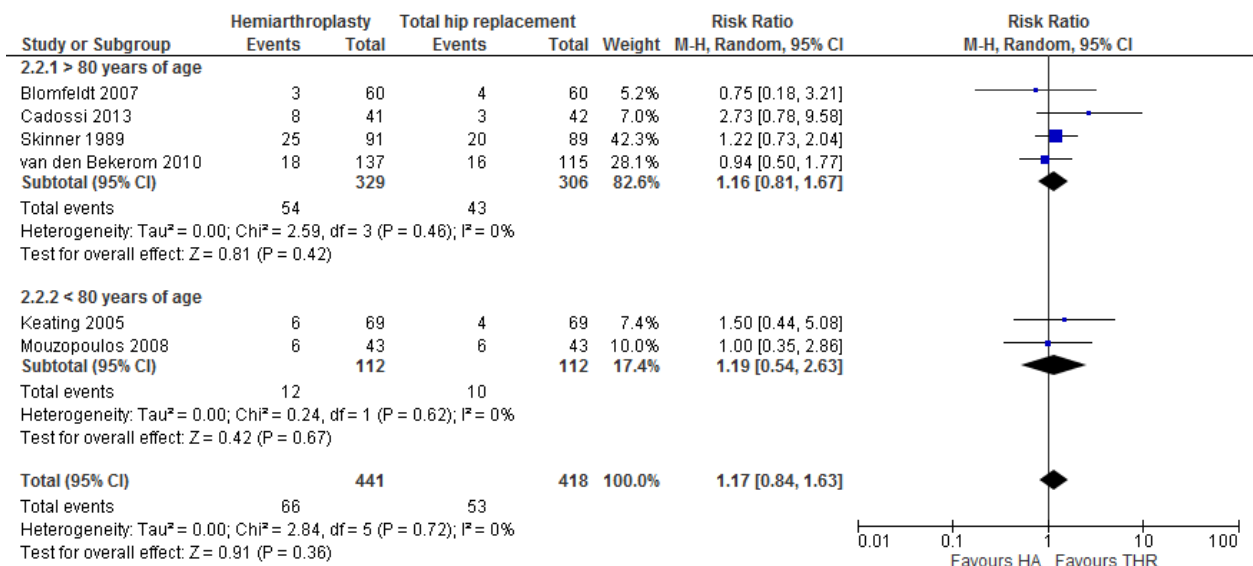 Hemiarthroplasty Total hip replacement Risk Ratio Risk Ratio
Study or Subgroup Events Total Events Total Weight M-H, Random, 95% CI M-H, Random, 95% CI
2.2.1 > 80 years of age
Blomfeldt 2007 3 60 4 60 5.2% 0.75 [0.18, 3.21]
Cadossi 2013 8 41 3 42 7.0% 2.73 [0.78, 9.58]
Skinner 1989 25 91 20 89 42.3% 1.22 [0.73, 2.04]
van den Bekerom 2010 18 137 16 115 28.1% 0.94 [0.50, 1.77]
Subtotal (95% CI) 329 306 82.6% 1.16 [0.81, 1.67]
Total events 54 43
Heterogeneity: Tau² = 0.00; Chi² = 2.59, df = 3 (P = 0.46); I² = 0%
Test for overall effect: Z = 0.81 (P = 0.42)
2.2.2 < 80 years of age
Keating 2005 6 69 4 69 7.4% 1.50 [0.44, 5.08]
Mouzopoulos 2008 6 43 6 43 10.0% 1.00 [0.35, 2.86]
Subtotal (95% CI) 112 112 17.4% 1.19 [0.54, 2.63]
Total events 12 10
Heterogeneity: Tau² = 0.00; Chi² = 0.24, df = 1 (P = 0.62); I² = 0%
Test for overall effect: Z = 0.42 (P = 0.67)
Total (95% CI) 441 418 100.0% 1.17 [0.84, 1.63]
Total events 66 53
Heterogeneity: Tau² = 0.00; Chi² = 2.84, df = 5 (P = 0.72); I² = 0%
Test for overall effect: Z = 0.91 (P = 0.36)
0.01 0.1 1 10 100
Favours HA Favours THR